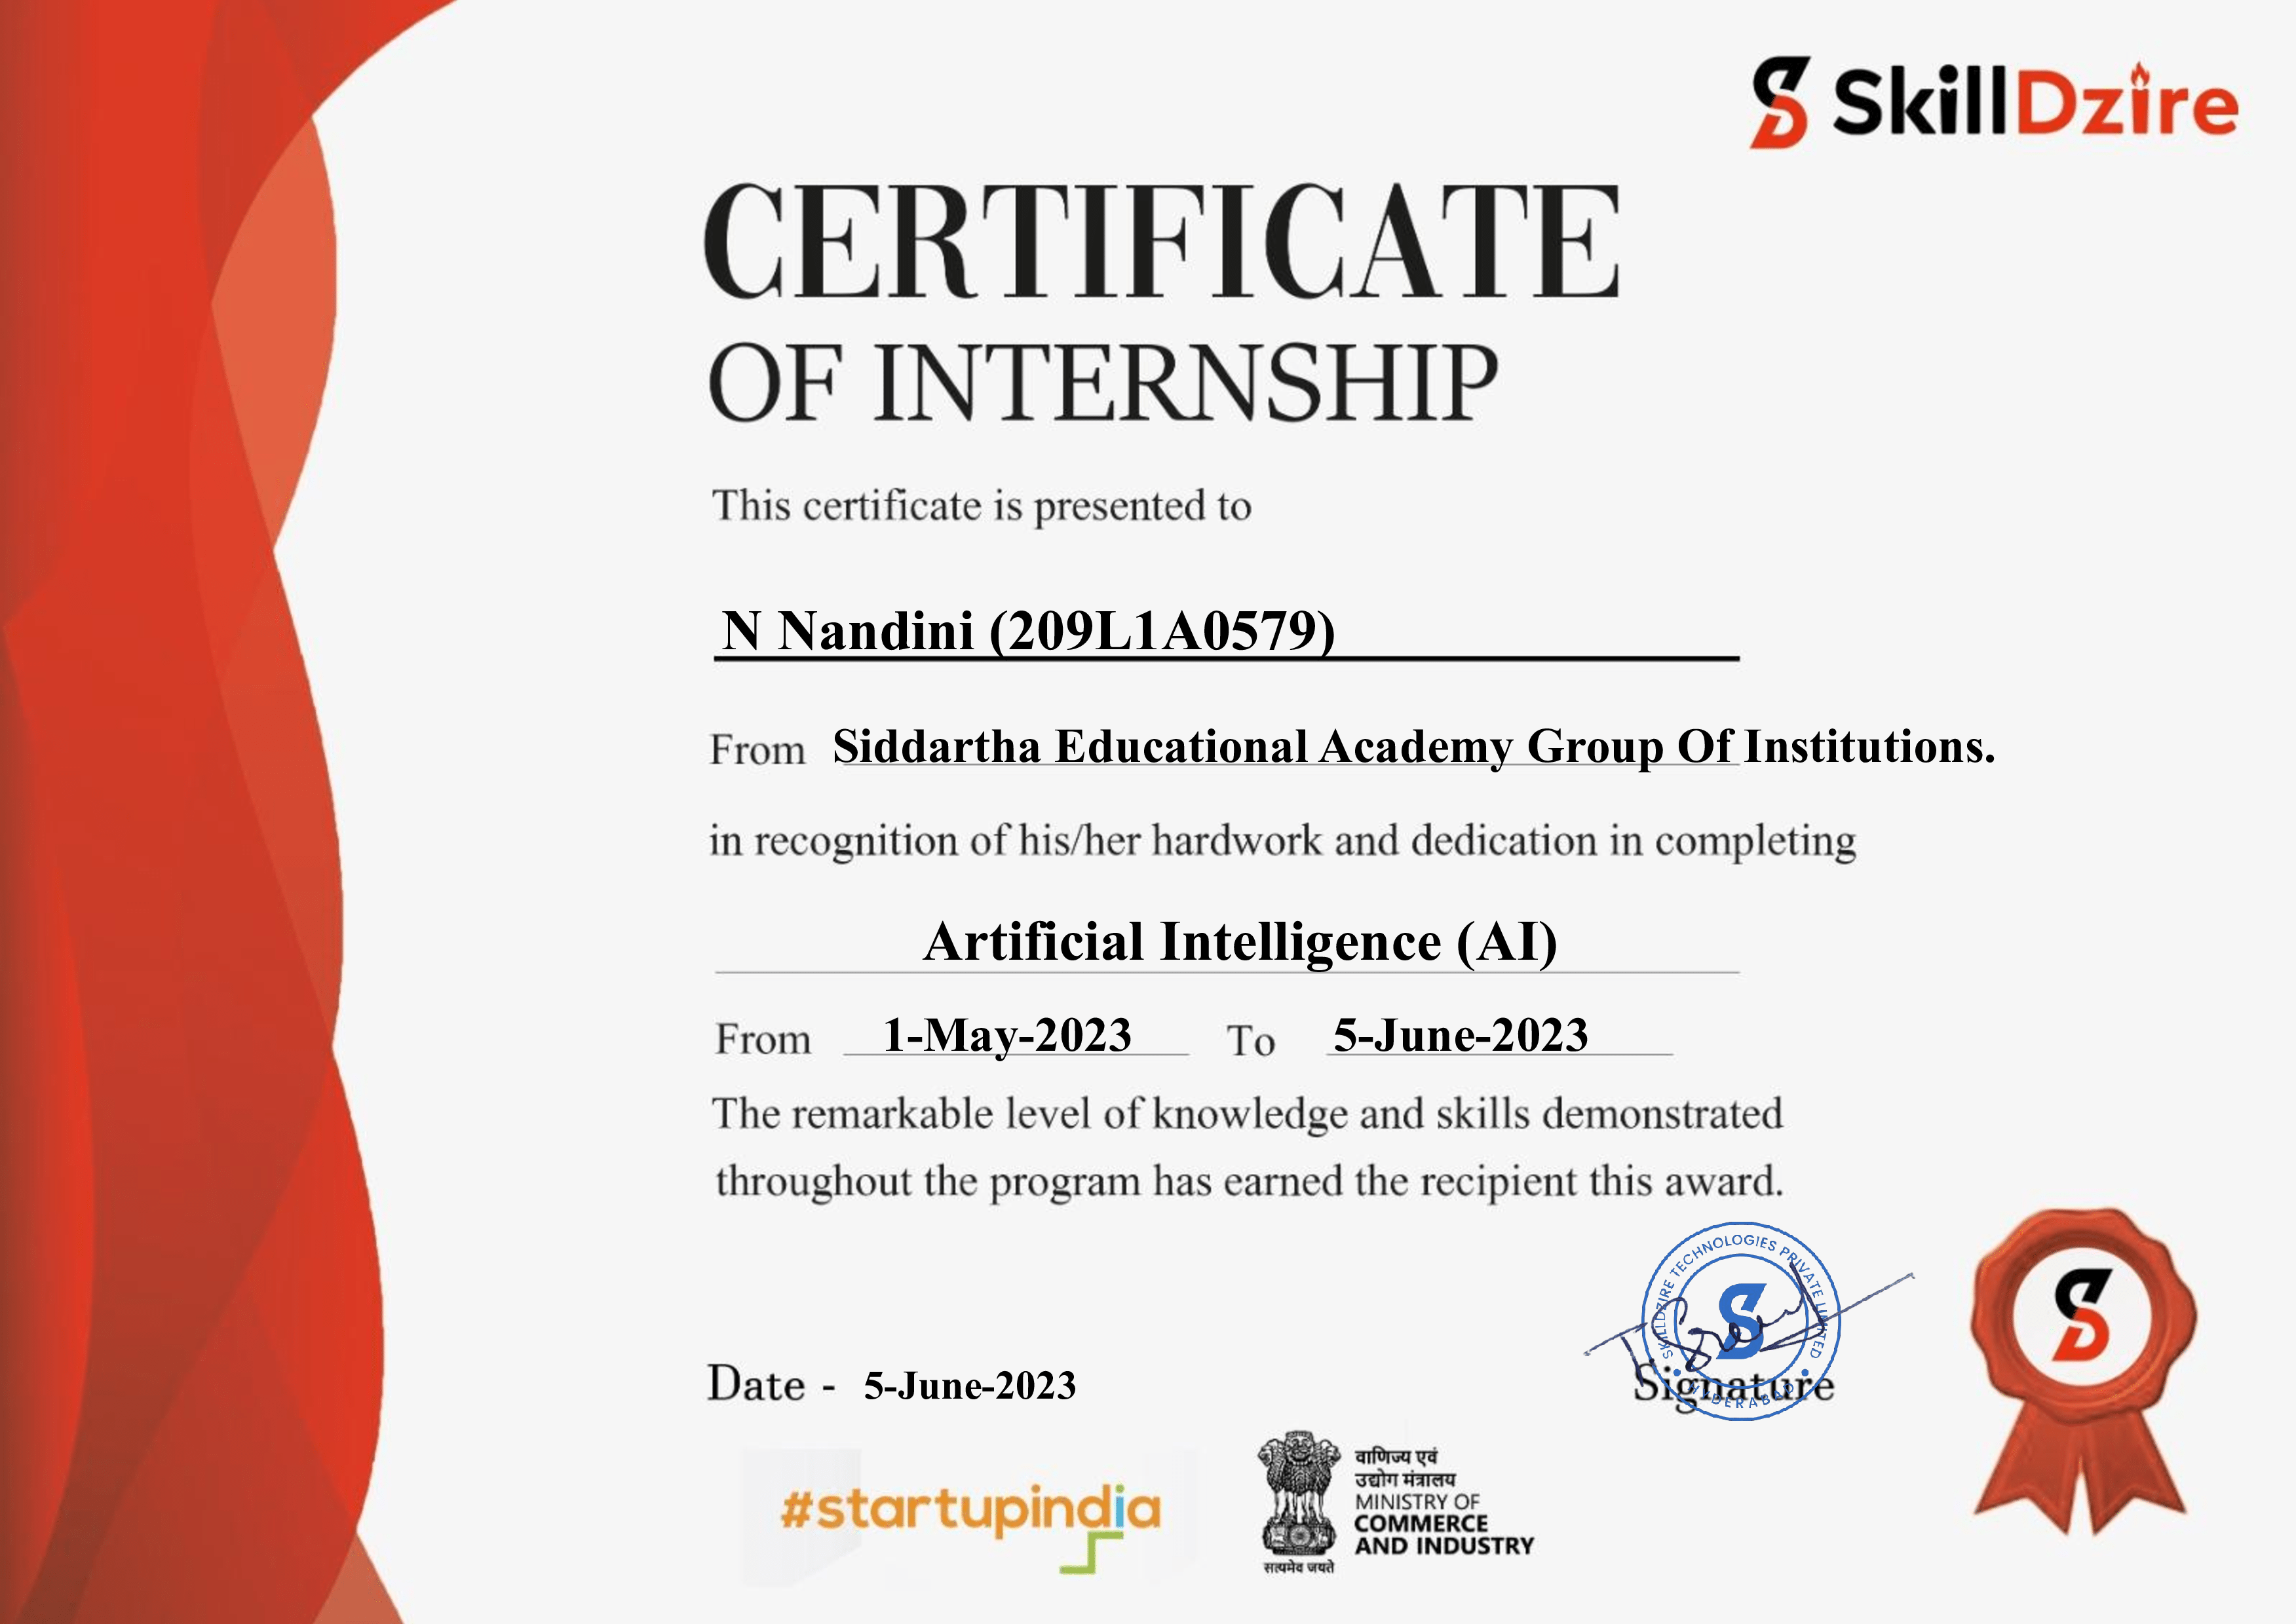 SkillDzire
CERTIFICATE
OF INTERNSHIP
This certificate is presented to
N Nandini (209L1A0579)
From Siddartha Educational Academy Group Of Institutions.
in recognition of his/her hardwork and dedication in completing
Artificial Intelligence (AI)
From 1-May-2023 To 5-June-2023
The remarkable level of knowledge and skills demonstrated
throughout the program has earned the recipient this award.
SKILLDZIRE TECHNOLOGIES PRIVATE LIMITED
HYDERABAD
Date - 5-June-2023
Signature
#startupindia
वाणिज्य एवं
उद्योग मंत्रालय
MINISTRY OF
COMMERCE
AND INDUSTRY
सत्यमेव जयते